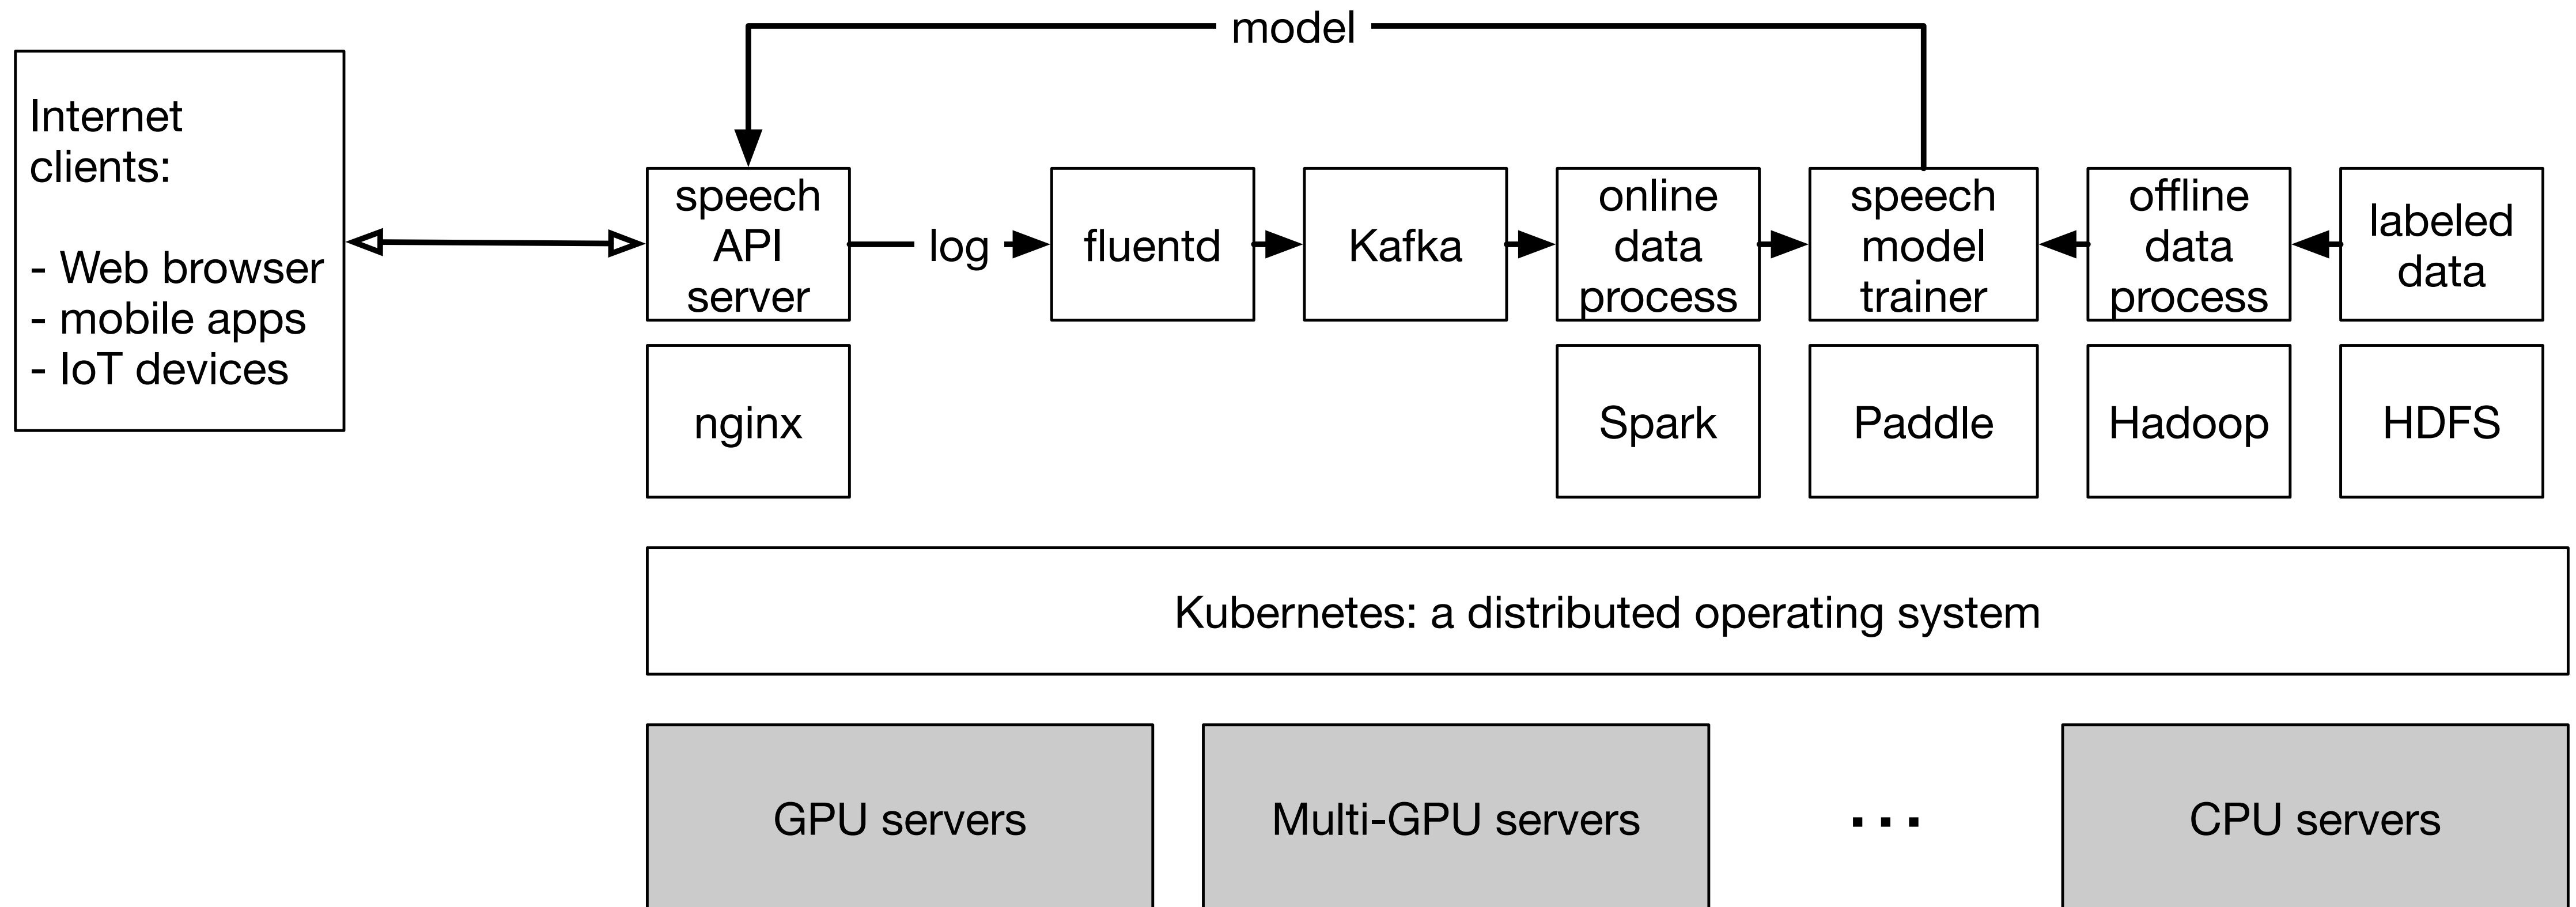 model
Internet
clients:
- Web browser
- mobile apps
- IoT devices
speech
API
server
log
fluentd
Kafka
online
data
process
speech
model
trainer
offline
data
process
labeled
data
nginx
Spark
Paddle
Hadoop
HDFS
Kubernetes: a distributed operating system
GPU servers
Multi-GPU servers
...
CPU servers